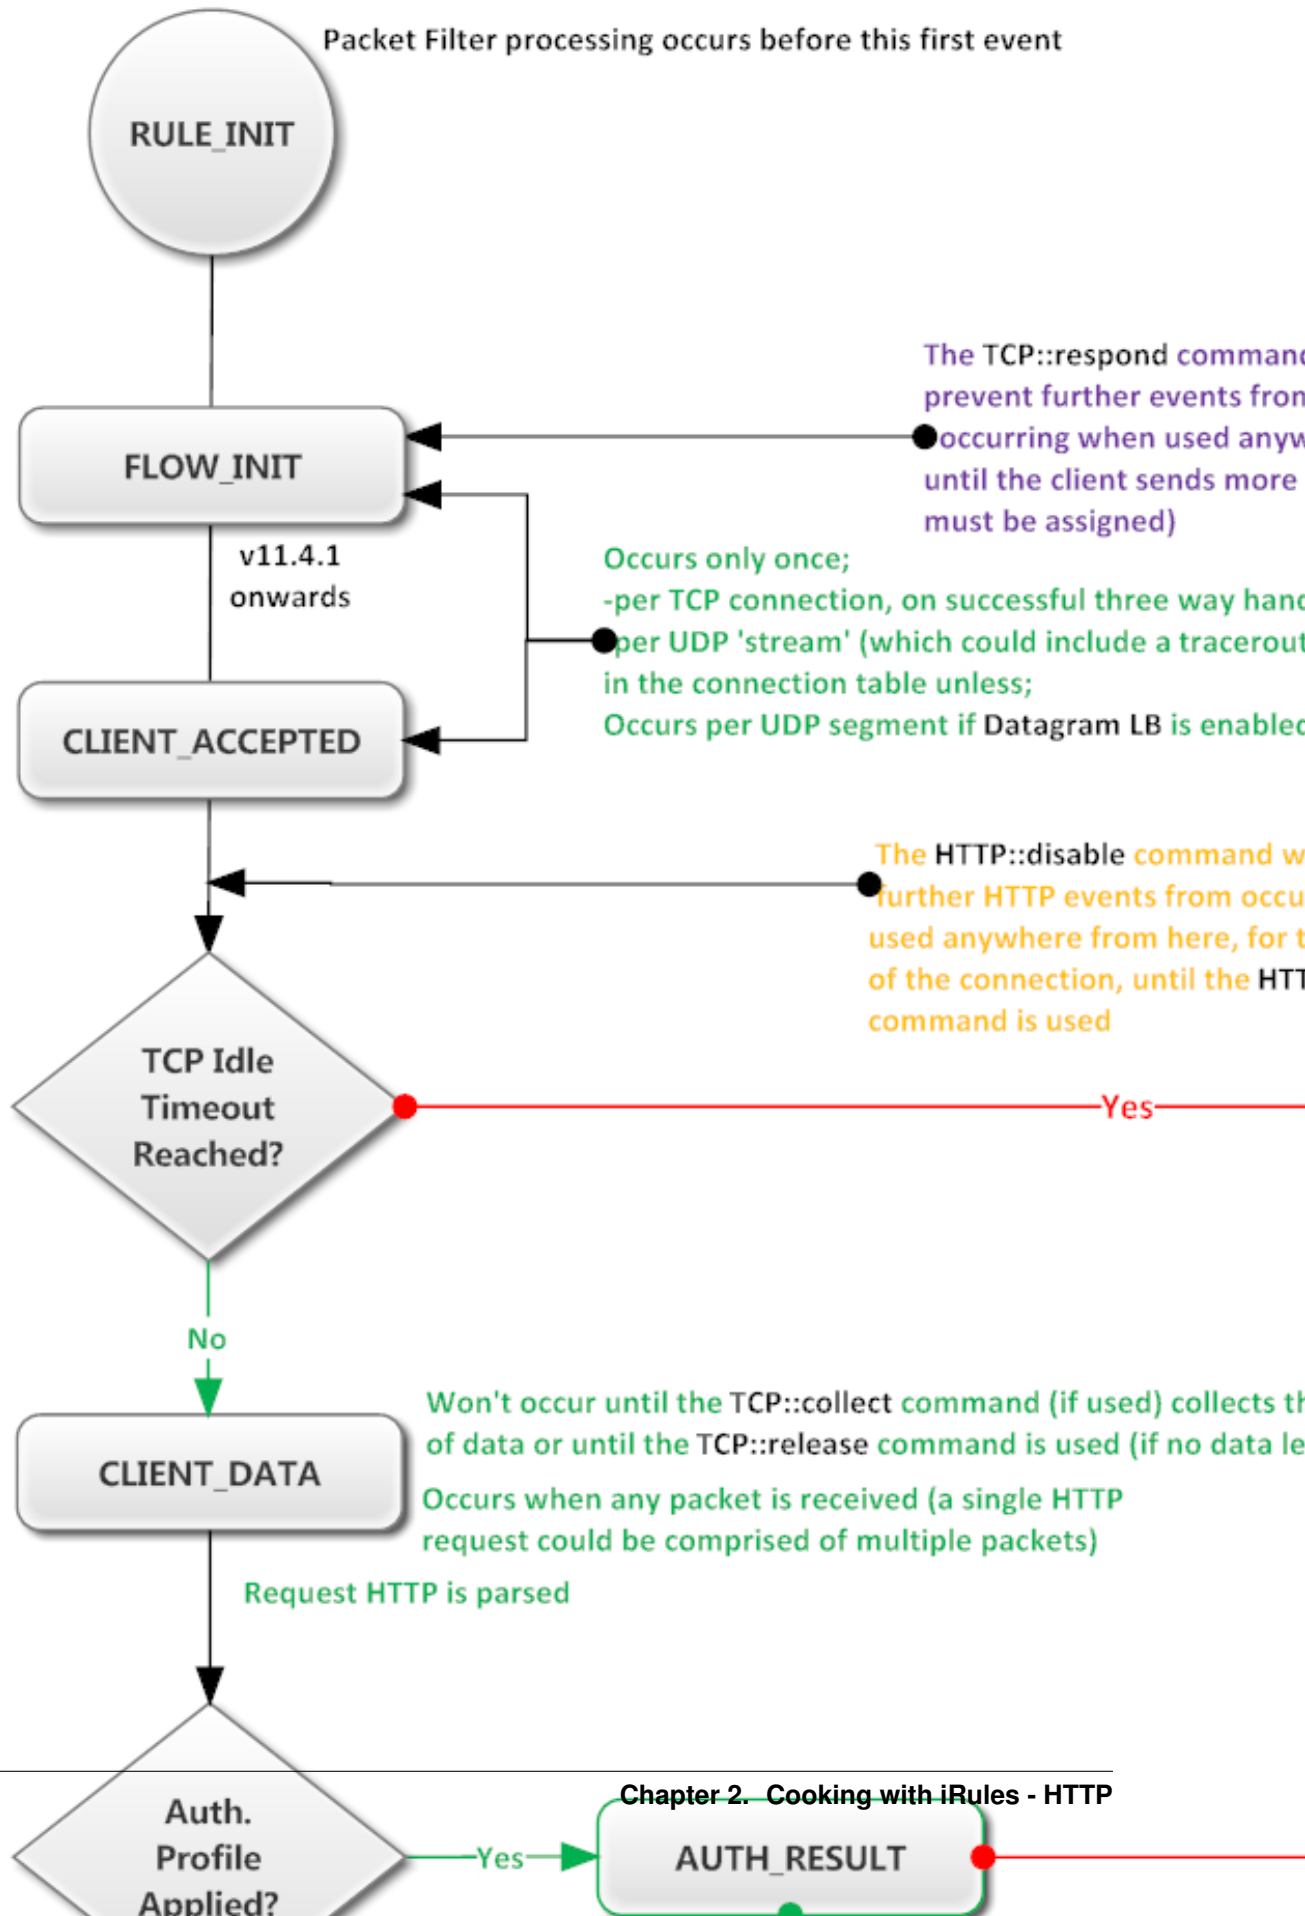 Packet Filter processing occurs before this first event
RULE_INIT
The TCP::respond command
prevent further events from
occurring when used anyw
until the client sends more
must be assigned)
FLOW_INIT
v11.4.1
onwards
Occurs only once;
-per TCP connection, on successful three way hand
per UDP 'stream' (which could include a tracerout
in the connection table unless;
Occurs per UDP segment if Datagram LB is enabled
CLIENT_ACCEPTED
The HTTP::disable command w
further HTTP events from occu
used anywhere from here, for t
of the connection, until the HTT
command is used
TCP Idle
Timeout
Reached?
Yes
No
Won't occur until the TCP::collect command (if used) collects th
of data or until the TCP::release command is used (if no data le
CLIENT_DATA
Occurs when any packet is received (a single HTTP
request could be comprised of multiple packets)
Request HTTP is parsed
Chapter 2. Cooking with iRules - HTTP
Auth.
Profile
Applied?
Yes
AUTH_RESULT